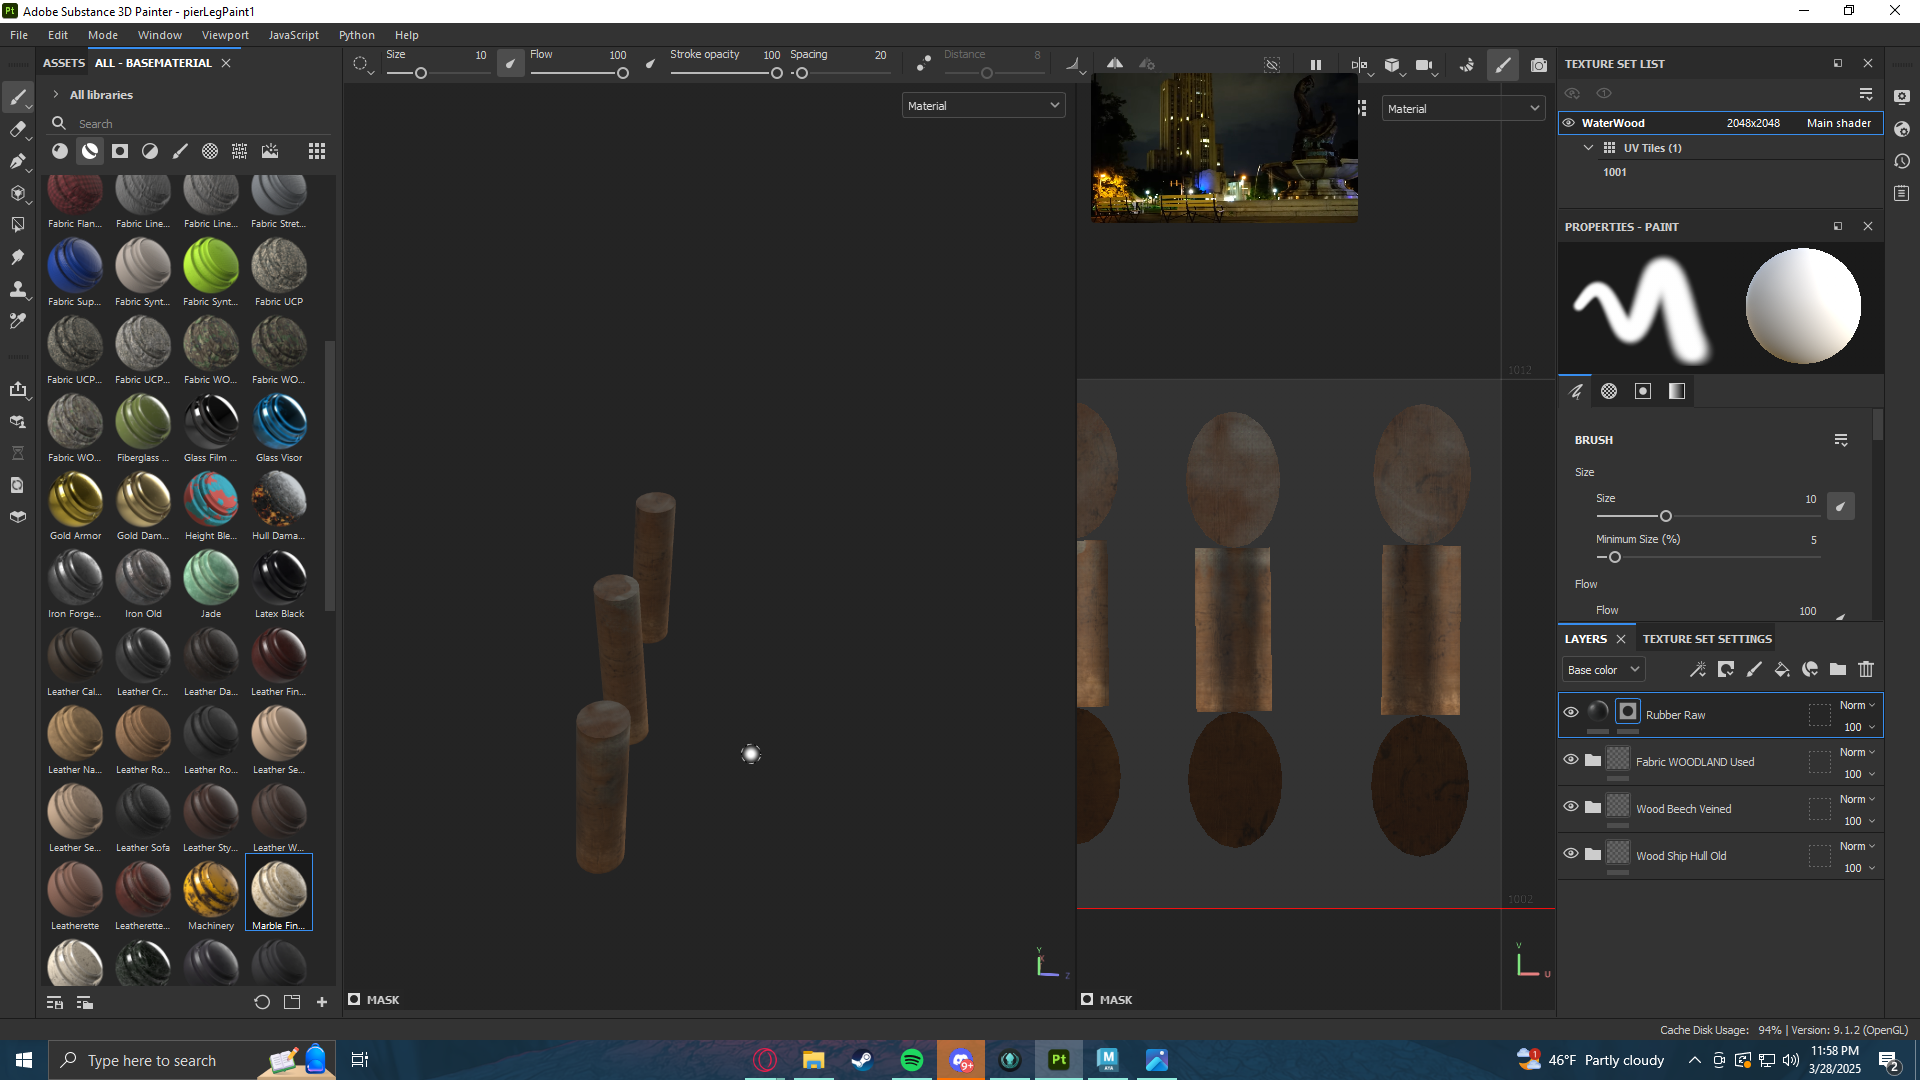 Pt Adobe Substance 3D Painter - pierLegPaint1
File Edit Mode Window Viewport JavaScript Python Help
ASSETS ALL - BASEMATERIAL
Size 10 Flow 100 Stroke opacity 100 Spacing 20 Distance 8
All libraries
Search
Material
Material
Fabric Flan... Fabric Line... Fabric Line... Fabric Stret...
Fabric Sup... Fabric Synt... Fabric Synt... Fabric UCP
Fabric UCP... Fabric UCP... Fabric WO... Fabric WO...
Fabric WO... Fiberglass ... Glass Film ... Glass Visor
Gold Armor Gold Dam... Height Ble... Hull Dama...
Iron Forge... Iron Old Jade Latex Black
Leather Cal... Leather Cr... Leather Da... Leather Fin...
Leather Na... Leather Ro... Leather Ro... Leather Se...
Leather Se... Leather Sofa Leather Sty... Leather W...
Leatherette Leatherette... Machinery Marble Fin...
1012
1002
Y
X
Z
V
U
MASK
MASK
TEXTURE SET LIST
WaterWood 2048x2048 Main shader
UV Tiles (1)
1001
PROPERTIES - PAINT
BRUSH
Size
Size 10
Minimum Size (%) 5
Flow
Flow 100
LAYERS TEXTURE SET SETTINGS
Base color
Rubber Raw Norm
100
Fabric WOODLAND Used Norm
100
Wood Beech Veined Norm
100
Wood Ship Hull Old Norm
100
Cache Disk Usage: 94% | Version: 9.1.2 (OpenGL)
Type here to search
9+
Pt
M
AYA
1
46°F Partly cloudy
11:58 PM
3/28/2025
2